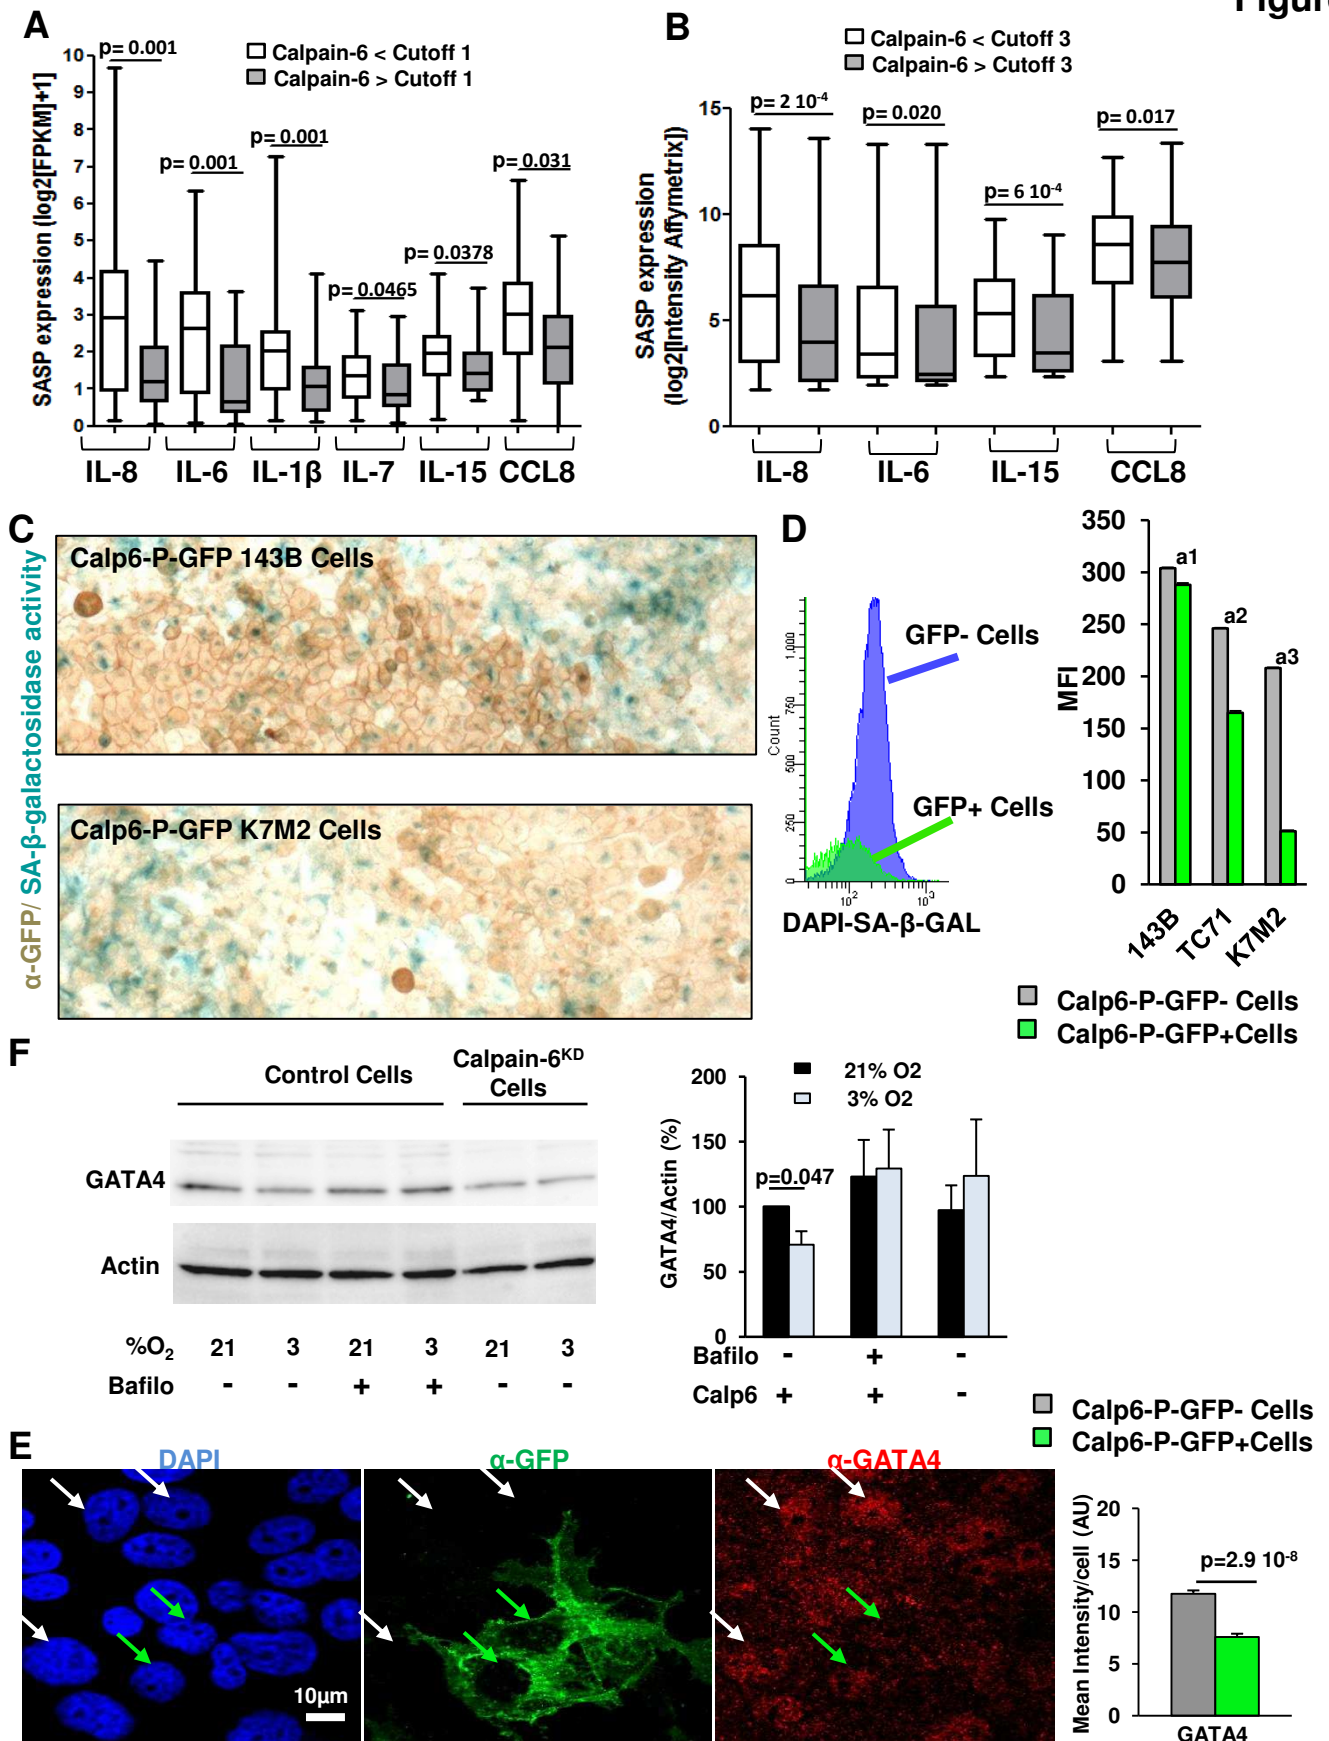 Figure
A
p= 0.001
Calpain-6 < Cutoff 1
Calpain-6 > Cutoff 1
SASP expression (log2[FPKM]+1]
10
9
8
7
6
5
4
3
2
1
0
p= 0.001
p= 0.001
p= 0.0465
p= 0.0378
p= 0.031
IL-8 IL-6 IL-1β IL-7 IL-15 CCL8
B
Calpain-6 < Cutoff 3
Calpain-6 > Cutoff 3
SASP expression
(log2[Intensity Affymetrix])
15
10
5
0
p= 2 10-4
p= 0.020
p= 6 10-4
p= 0.017
IL-8 IL-6 IL-15 CCL8
C
α-GFP/ SA-β-galactosidase activity
Calp6-P-GFP 143B Cells
Calp6-P-GFP K7M2 Cells
D
Count
1.000
750
500
250
0
10²
10³
GFP- Cells
GFP+ Cells
DAPI-SA-β-GAL
MFI
350
300
250
200
150
100
50
0
a1
a2
a3
143B TC71 K7M2
Calp6-P-GFP- Cells
Calp6-P-GFP+Cells
F
Control Cells
Calpain-6KD
Cells
GATA4
Actin
%O2 21 3 21 3 21 3
Bafilo - - + + - -
21% O2
3% O2
GATA4/Actin (%)
200
150
100
50
0
p=0.047
Bafilo - + -
Calp6 + + -
Calp6-P-GFP- Cells
Calp6-P-GFP+Cells
E
DAPI
α-GFP
α-GATA4
10µm
Mean Intensity/cell (AU)
20
15
10
5
0
p=2.9 10-8
GATA4